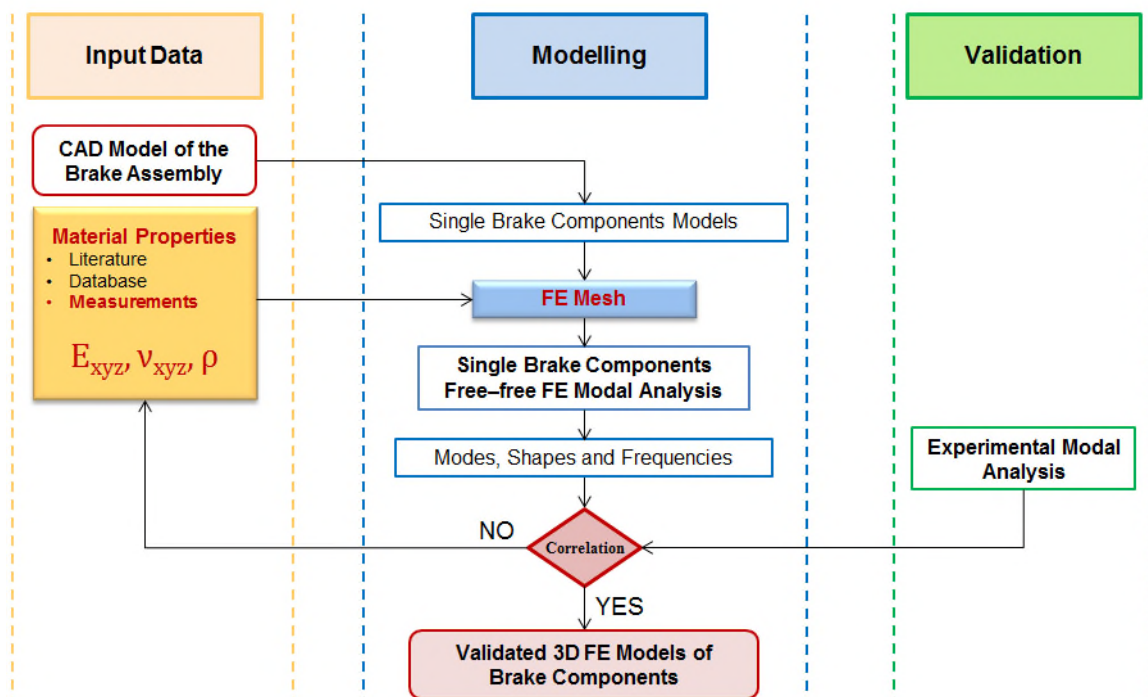 Input Data
Modelling
Validation
CAD Model of the
Brake Assembly
Single Brake Components Models
Material Properties
• Literature
• Database
• Measurements
E_xyz, ν_xyz, ρ
FE Mesh
Single Brake Components
Free–free FE Modal Analysis
Modes, Shapes and Frequencies
Experimental Modal
Analysis
NO
Correlation
YES
Validated 3D FE Models of
Brake Components